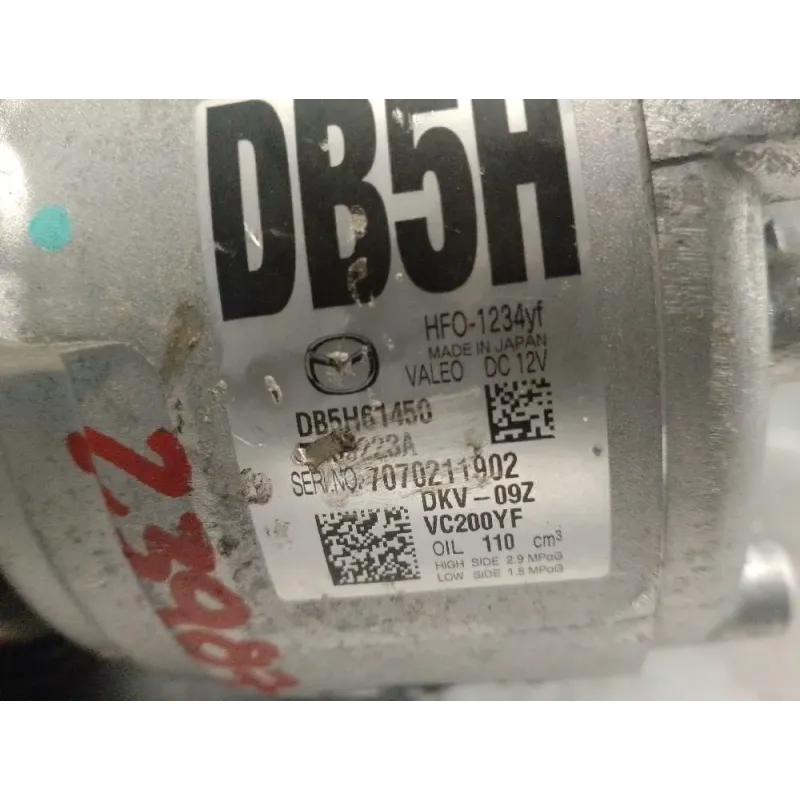 DB5H
HFO-1234yf
MADE IN JAPAN
VALEO DC 12V
DB5H61450
SERI.NO. 7070211902
DKV-09Z
VC200YF
OIL 110 cm³
HIGH SIDE 2.9 MPaG
LOW SIDE 1.8 MPaG